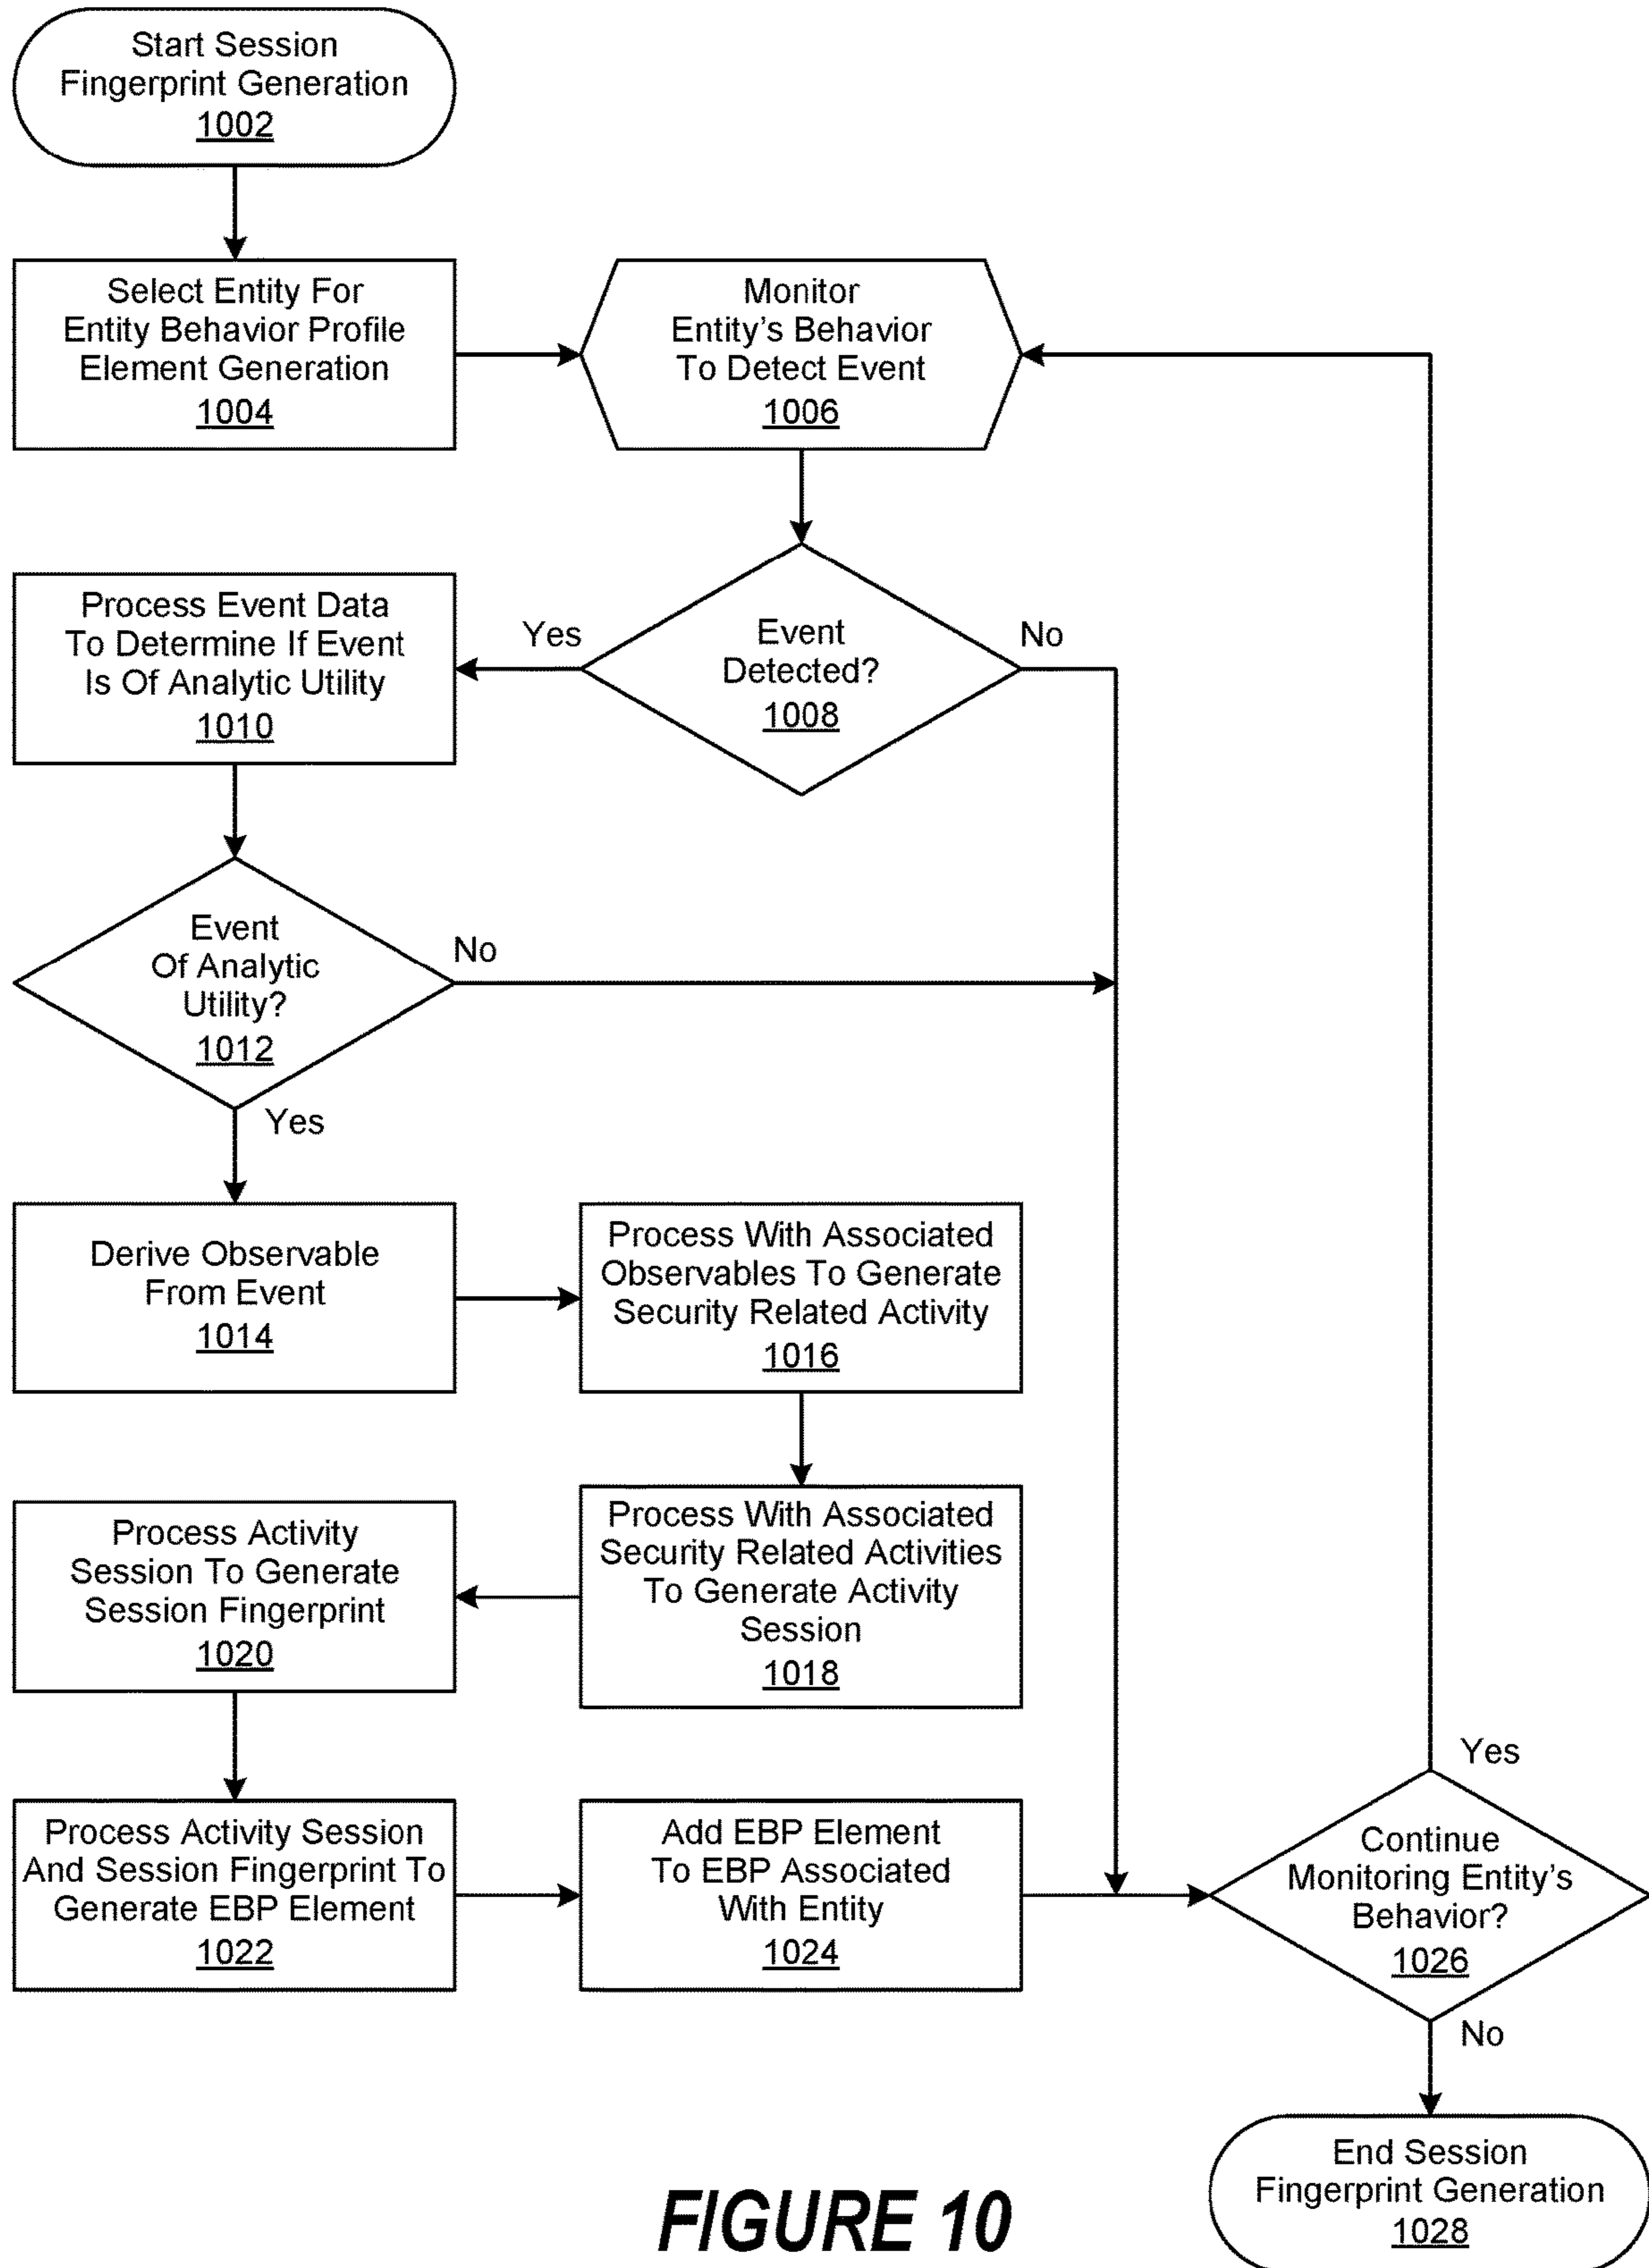 Start Session
Fingerprint Generation
1002
Select Entity For
Entity Behavior Profile
Element Generation
1004
Monitor
Entity's Behavior
To Detect Event
1006
Process Event Data
To Determine If Event
Is Of Analytic Utility
1010
Yes
Event
Detected?
1008
No
Event
Of Analytic
Utility?
1012
No
Yes
Derive Observable
From Event
1014
Process With Associated
Observables To Generate
Security Related Activity
1016
Process Activity
Session To Generate
Session Fingerprint
1020
Process With Associated
Security Related Activities
To Generate Activity
Session
1018
Process Activity Session
And Session Fingerprint To
Generate EBP Element
1022
Add EBP Element
To EBP Associated
With Entity
1024
Yes
Continue
Monitoring Entity's
Behavior?
1026
No
End Session
Fingerprint Generation
1028
FIGURE 10